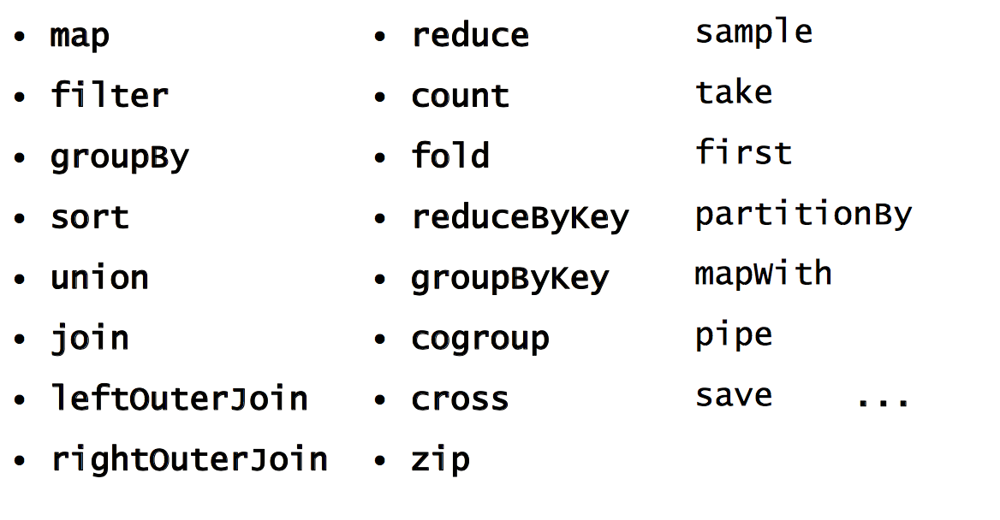 • map
• filter
• groupBy
• sort
• union
• join
• leftOuterJoin
• rightOuterJoin
• reduce
• count
• fold
• reduceByKey
• groupByKey
• cogroup
• cross
• zip
sample
take
first
partitionBy
mapWith
pipe
save ...